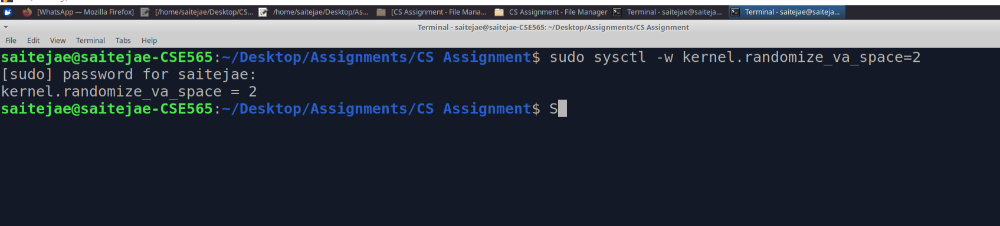 [WhatsApp — Mozilla Firefox] [/home/saitejae/Desktop/CS... /home/saitejae/Desktop/As... [CS Assignment - File Mana... CS Assignment - File Manager Terminal - saitejae@saiteja... Terminal - saitejae@saiteja...
Terminal - saitejae@saitejae-CSE565: ~/Desktop/Assignments/CS Assignment
File Edit View Terminal Tabs Help
saitejae@saitejae-CSE565:~/Desktop/Assignments/CS Assignment$ sudo sysctl -w kernel.randomize_va_space=2
[sudo] password for saitejae:
kernel.randomize_va_space = 2
saitejae@saitejae-CSE565:~/Desktop/Assignments/CS Assignment$ S